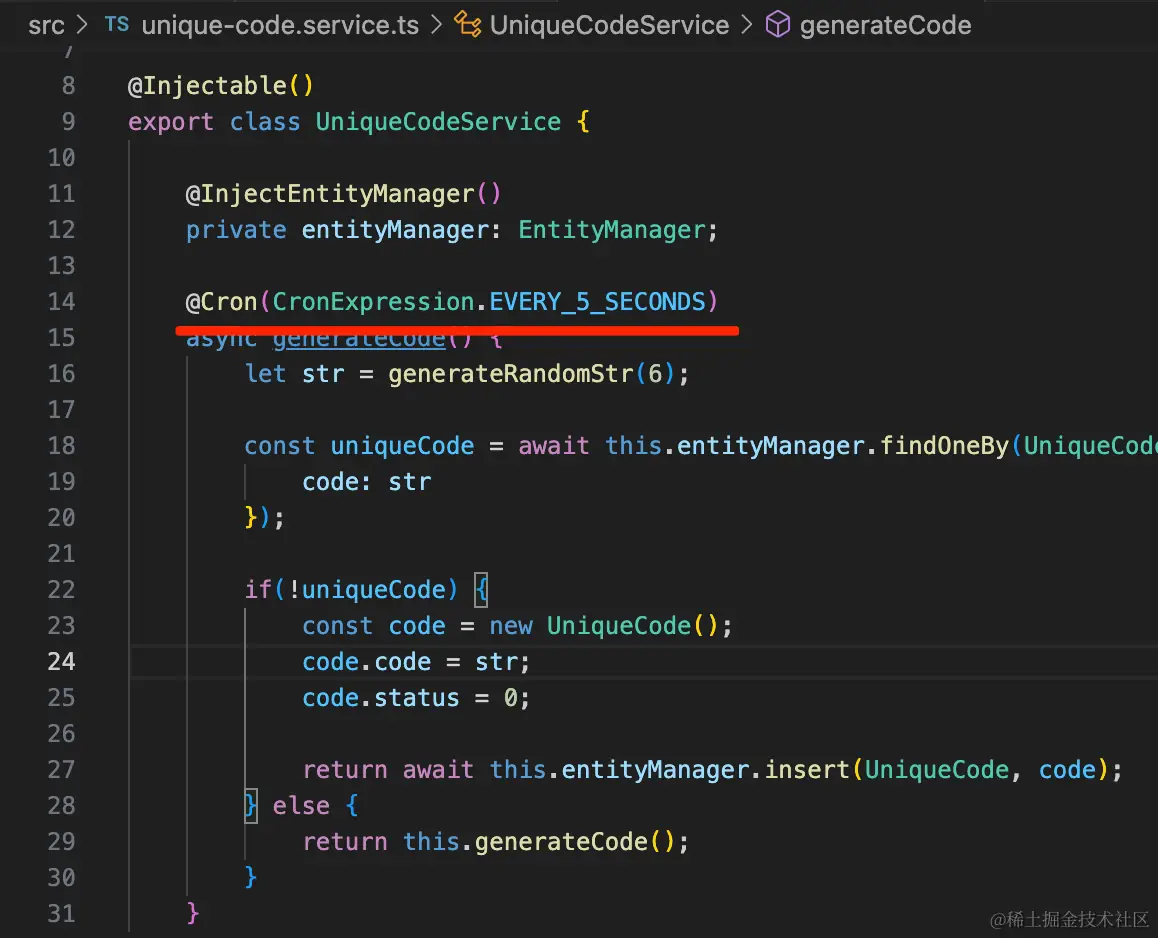 src > TS unique-code.service.ts > UniqueCodeService > generateCode
7
8 @Injectable()
9 export class UniqueCodeService {
10
11 @InjectEntityManager()
12 private entityManager: EntityManager;
13
14 @Cron(CronExpression.EVERY_5_SECONDS)
15 async generateCode() {
16 let str = generateRandomStr(6);
17
18 const uniqueCode = await this.entityManager.findOneBy(UniqueCode
19 code: str
20 });
21
22 if(!uniqueCode) {
23 const code = new UniqueCode();
24 code.code = str;
25 code.status = 0;
26
27 return await this.entityManager.insert(UniqueCode, code);
28 } else {
29 return this.generateCode();
30 }
31 }
@稀土掘金技术社区